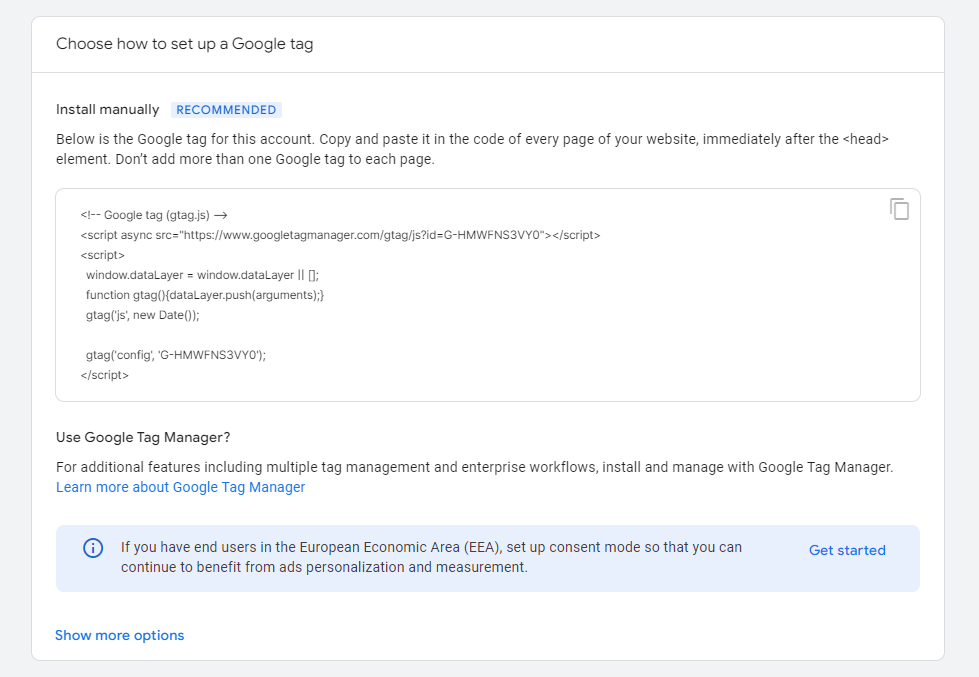 Choose how to set up a Google tag
Install manually RECOMMENDED
Below is the Google tag for this account. Copy and paste it in the code of every page of your website, immediately after the <head>
element. Don’t add more than one Google tag to each page.
<!-- Google tag (gtag.js) -->
<script async src="https://www.googletagmanager.com/gtag/js?id=G-HMWFNS3VY0"></script>
<script>
  window.dataLayer = window.dataLayer || [];
  function gtag(){dataLayer.push(arguments);}
  gtag('js', new Date());
  gtag('config', 'G-HMWFNS3VY0');
</script>
Use Google Tag Manager?
For additional features including multiple tag management and enterprise workflows, install and manage with Google Tag Manager.
Learn more about Google Tag Manager
If you have end users in the European Economic Area (EEA), set up consent mode so that you can
continue to benefit from ads personalization and measurement.
Get started
Show more options